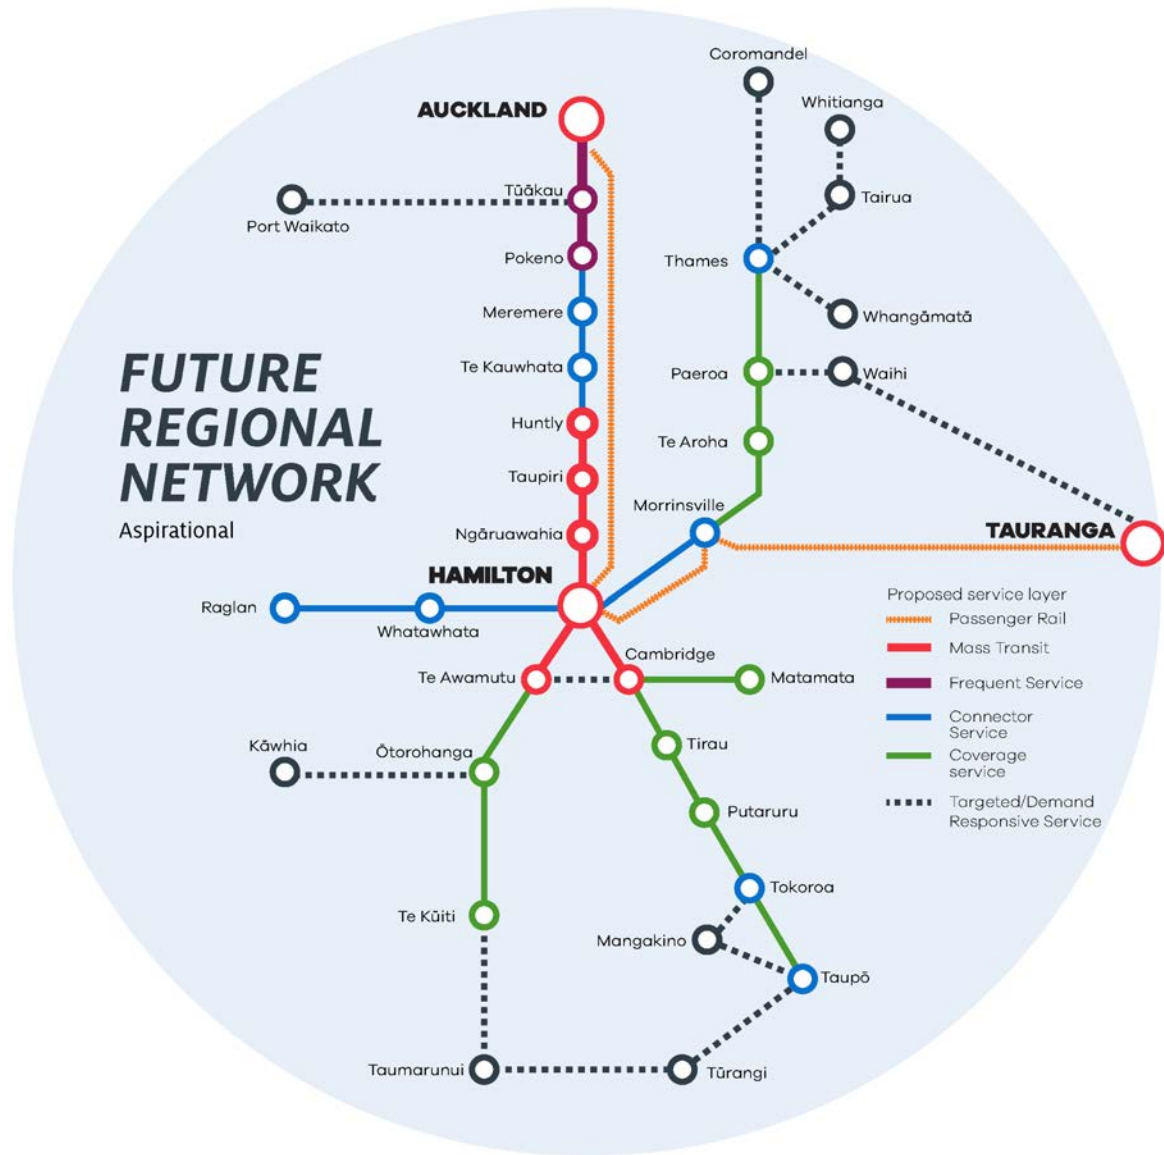 Coromandel
Whitianga
AUCKLAND
Tūākau
Tairua
Port Waikato
Pokeno
Thames
Meremere
Whangāmatā
FUTURE
REGIONAL
NETWORK
Aspirational
Te Kauwhata
Paeroa
Waihi
Huntly
Te Aroha
Taupiri
Morrinsville
Ngāruawahia
TAURANGA
HAMILTON
Raglan
Whatawhata
Proposed service layer
Passenger Rail
Mass Transit
Frequent Service
Connector
Service
Coverage
service
Targeted/Demand
Responsive Service
Cambridge
Te Awamutu
Matamata
Kāwhia
Ōtorohanga
Tirau
Putaruru
Tokoroa
Te Kūiti
Mangakino
Taupō
Taumarunui
Tūrangi